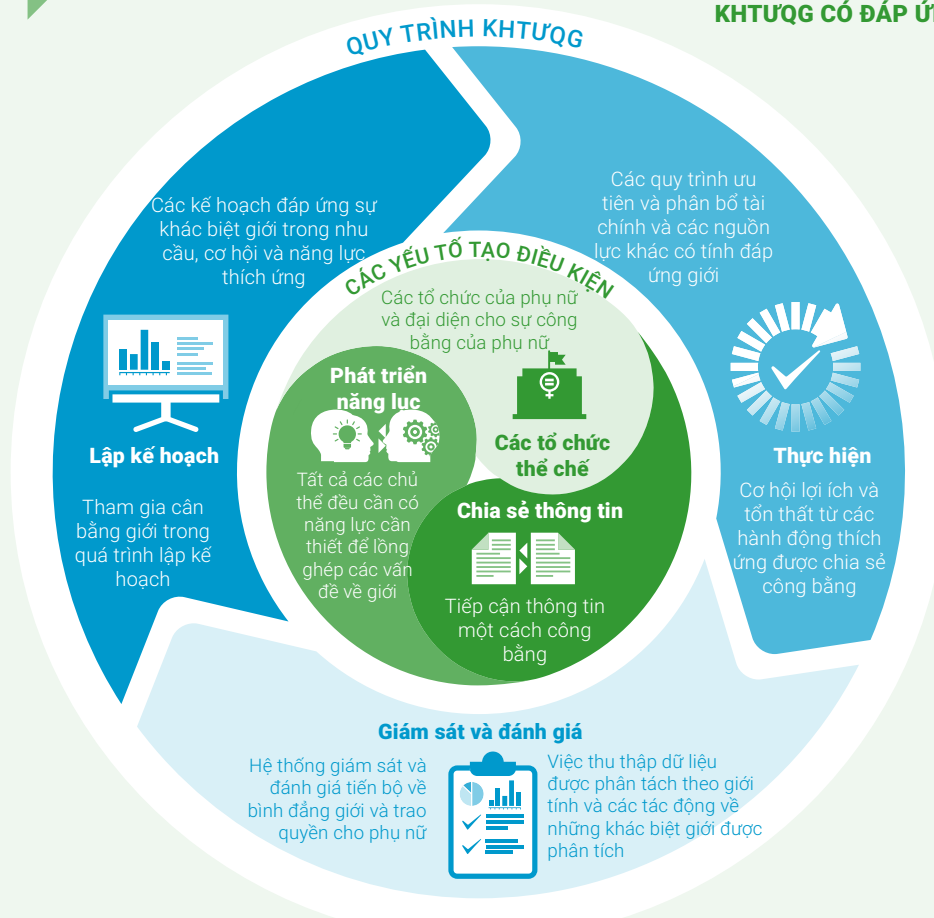 KHTƯQG CÓ ĐÁP Ứ
QUY TRÌNH KHTƯQG
Các kế hoạch đáp ứng sự
khác biệt giới trong nhu
cầu, cơ hội và năng lực
thích ứng
Lập kế hoạch
Tham gia cân
bằng giới trong
quá trình lập kế
hoạch
Các quy trình ưu
tiên và phân bổ tài
chính và các nguồn
lực khác có tính đáp
ứng giới
Thực hiện
Cơ hội lợi ích và
tổn thất từ các
hành động thích
ứng được chia sẻ
công bằng
CÁC YẾU TỐ TẠO ĐIỀU KIỆN
Các tổ chức của phụ nữ
và đại diện cho sự công
bằng của phụ nữ
Các tổ chức
thể chế
Phát triển
năng lục
Tất cả các chủ
thể đều cần có
năng lực cần
thiết để lồng
ghép các vấn
đề về giới
Chia sẻ thông tin
Tiếp cận thông tin
một cách công
bằng
Giám sát và đánh giá
Hệ thống giám sát và
đánh giá tiến bộ về
bình đẳng giới và trao
quyền cho phụ nữ
Việc thu thập dữ liệu
được phân tách theo giới
tính và các tác động về
những khác biệt giới được
phân tích